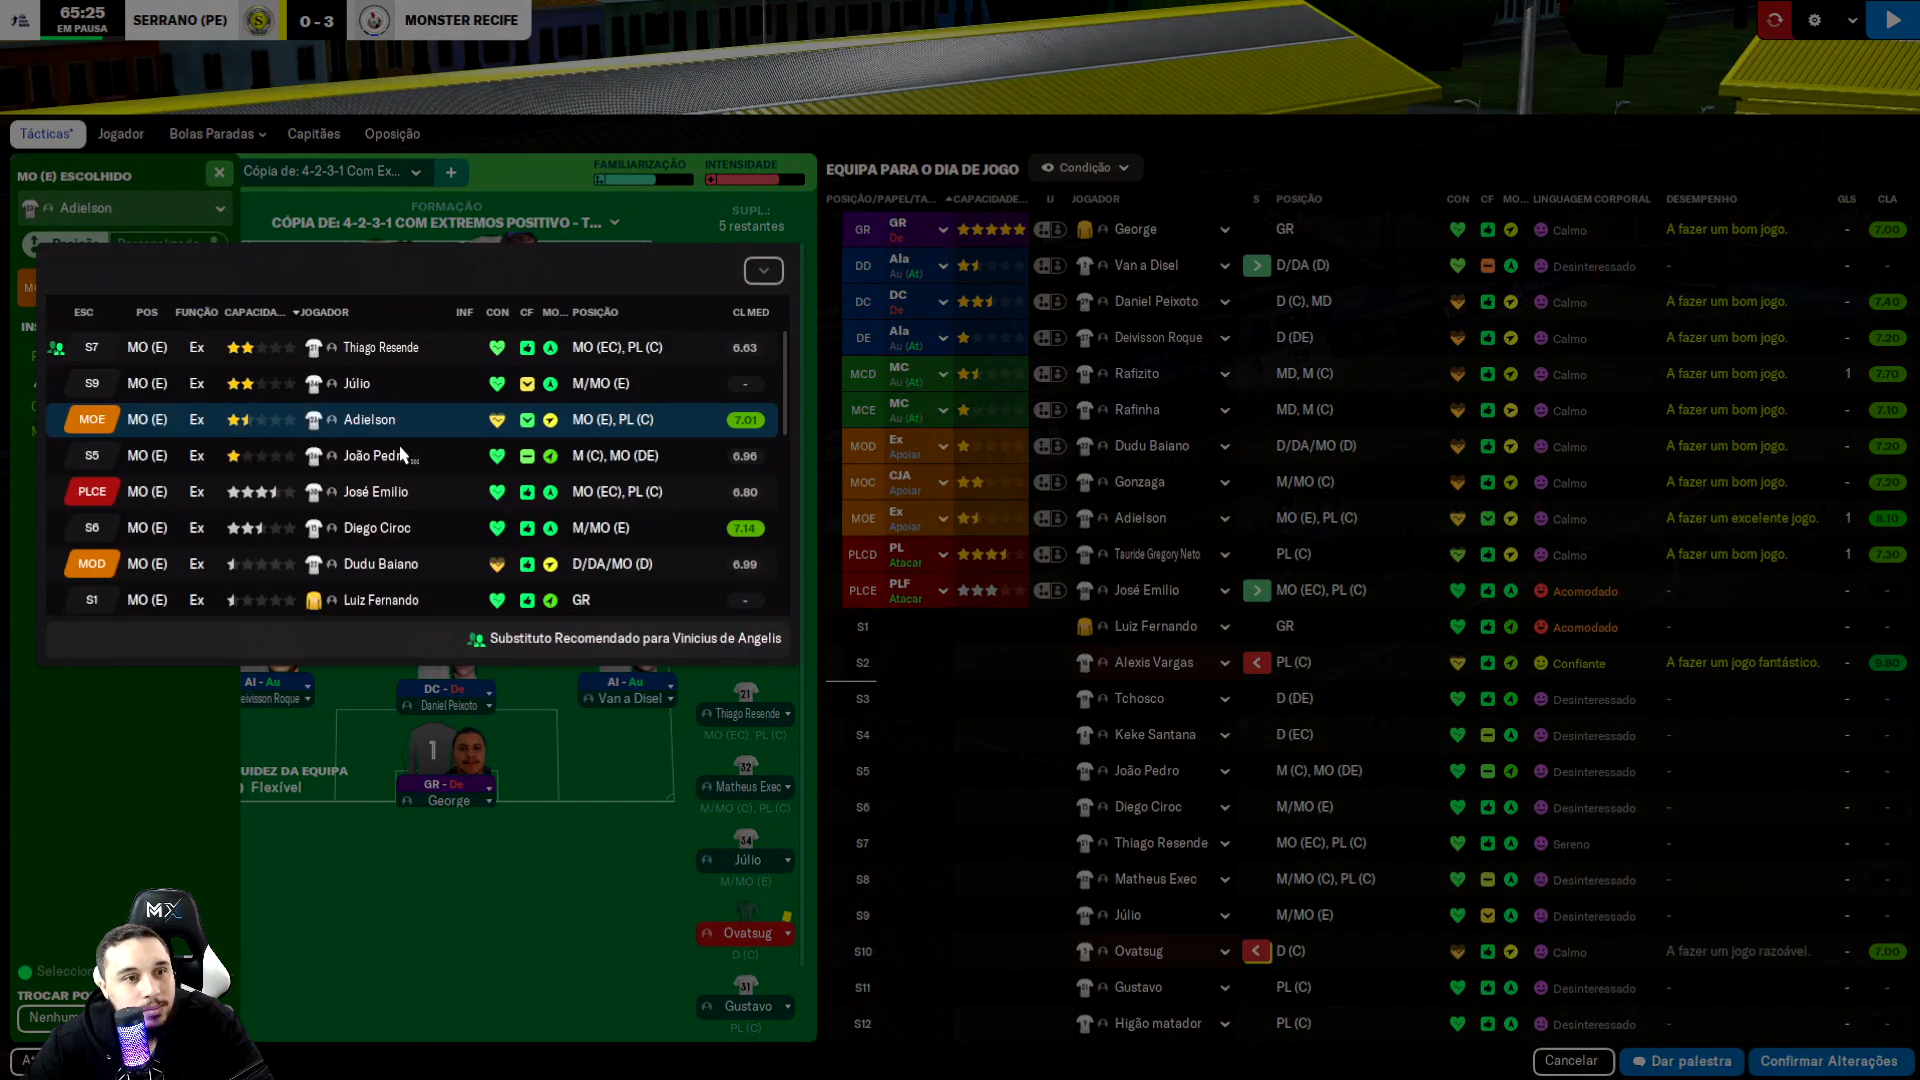 65:25
EM PAUSA
SERRANO (PE)
0 - 3
MONSTER RECIFE
Tácticas*
Jogador
Bolas Paradas
Capitães
Oposição
MO (E) ESCOLHIDO
Adielson
Cópia de: 4-2-3-1 Com Ex...
FAMILIARIZAÇÃO
INTENSIDADE
FORMAÇÃO
CÓPIA DE: 4-2-3-1 COM EXTREMOS POSITIVO - T...
SUPL.:
5 restantes
ESC POS FUNÇÃO CAPACIDA... JOGADOR INF CON CF MO... POSIÇÃO CL MED
S7 MO (E) Ex Thiago Resende MO (EC), PL (C) 6.63
S9 MO (E) Ex Júlio M/MO (E) -
MOE MO (E) Ex Adielson MO (E), PL (C) 7.01
S5 MO (E) Ex João Pedr... M (C), MO (DE) 6.96
PLCE MO (E) Ex José Emilio MO (EC), PL (C) 6.80
S6 MO (E) Ex Diego Ciroc M/MO (E) 7.14
MOD MO (E) Ex Dudu Baiano D/DA/MO (D) 6.99
S1 MO (E) Ex Luiz Fernando GR -
Substituto Recomendado para Vinicius de Angelis
AI - Au
eivisson Roque
DC - De
Daniel Peixoto
AI - Au
Van a Disel
1
GR - De
George
UIDEZ DA EQUIPA
Flexível
21
Thiago Resende
MO (EC), PL (C)
32
Matheus Exec
M/MO (C), PL (C)
34
Júlio
M/MO (E)
Ovatsug
D (C)
31
Gustavo
PL (C)
Seleccio
TROCAR PO
Nenhum
EQUIPA PARA O DIA DE JOGO
Condição
POSIÇÃO/PAPEL/TA... CAPACIDADE... U JOGADOR S POSIÇÃO CON CF MO... LINGUAGEM CORPORAL DESEMPENHO GLS CLA
GR GR De George GR Calmo A fazer um bom jogo. - 7.00
DD Ala Au (At) Van a Disel D/DA (D) Desinteressado - - -
DC DC De Daniel Peixoto D (C), MD Calmo A fazer um bom jogo. - 7.40
DE Ala Au (At) Deivisson Roque D (DE) Calmo A fazer um bom jogo. - 7.20
MCD MC Au (At) Rafizito MD, M (C) Calmo A fazer um bom jogo. 1 7.70
MCE MC Au (At) Rafinha MD, M (C) Calmo A fazer um bom jogo. - 7.10
MOD Ex Apoiar Dudu Baiano D/DA/MO (D) Calmo A fazer um bom jogo. - 7.20
MOC CJA Apoiar Gonzaga M/MO (C) Calmo A fazer um bom jogo. - 7.20
MOE Ex Apoiar Adielson MO (E), PL (C) Calmo A fazer um excelente jogo. 1 8.10
PLCD PL Atacar Tauride Gregory Neto PL (C) Calmo A fazer um bom jogo. 1 7.30
PLCE PLF Atacar José Emilio MO (EC), PL (C) Acomodado - - -
S1 Luiz Fernando GR Acomodado - - -
S2 Alexis Vargas PL (C) Confiante A fazer um jogo fantástico. - 9.80
S3 Tchosco D (DE) Desinteressado - - -
S4 Keke Santana D (EC) Desinteressado - - -
S5 João Pedro M (C), MO (DE) Desinteressado - - -
S6 Diego Ciroc M/MO (E) Desinteressado - - -
S7 Thiago Resende MO (EC), PL (C) Sereno - - -
S8 Matheus Exec M/MO (C), PL (C) Desinteressado - - -
S9 Júlio M/MO (E) Desinteressado - - -
S10 Ovatsug D (C) Calmo A fazer um jogo razoável. - 7.00
S11 Gustavo PL (C) Desinteressado - - -
S12 Higão matador PL (C) Desinteressado - - -
Cancelar
Dar palestra
Confirmar Alterações